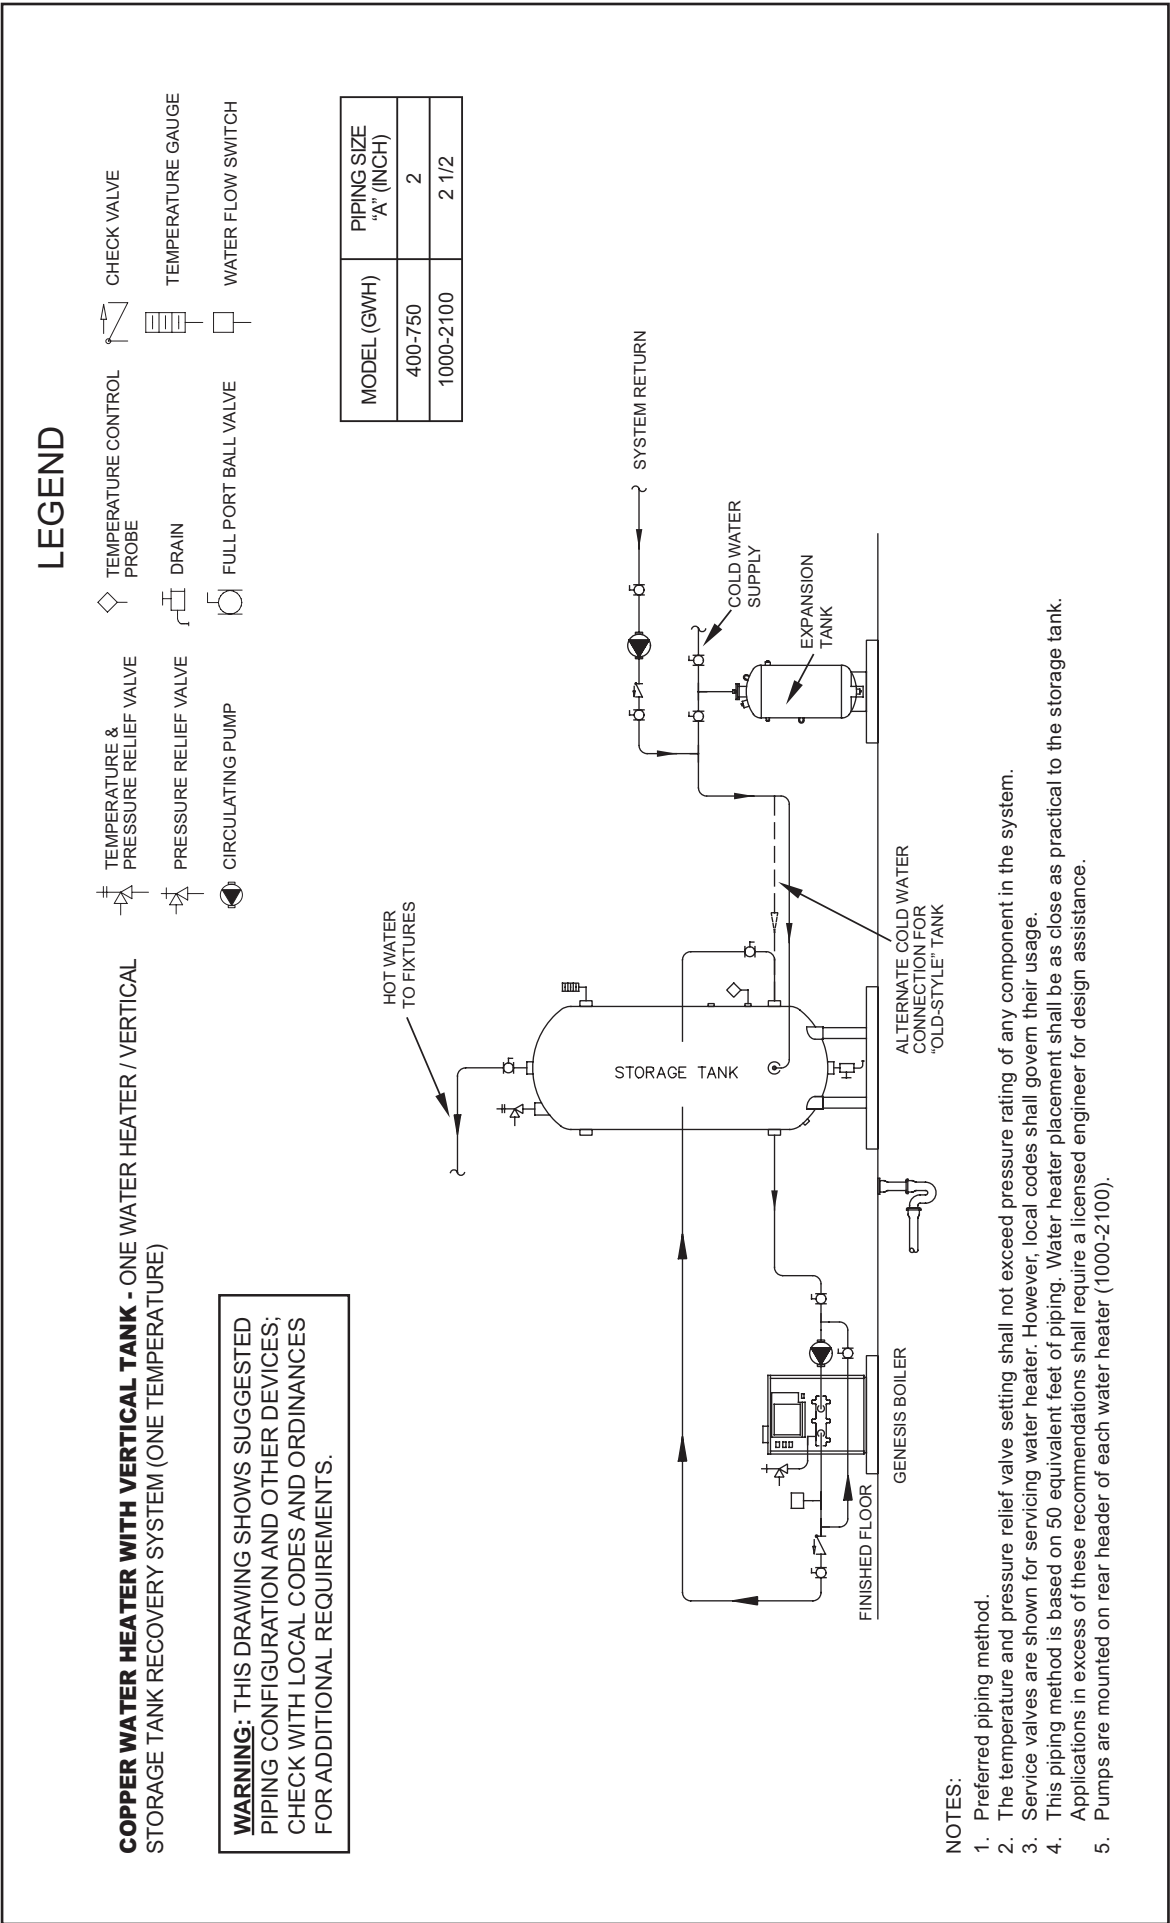 COPPER WATER HEATER WITH VERTICAL TANK - ONE WATER HEATER / VERTICAL
STORAGE TANK RECOVERY SYSTEM (ONE TEMPERATURE)
WARNING: THIS DRAWING SHOWS SUGGESTED
PIPING CONFIGURATION AND OTHER DEVICES;
CHECK WITH LOCAL CODES AND ORDINANCES
FOR ADDITIONAL REQUIREMENTS.
LEGEND
TEMPERATURE &
PRESSURE RELIEF VALVE
PRESSURE RELIEF VALVE
CIRCULATING PUMP
TEMPERATURE CONTROL
PROBE
DRAIN
FULL PORT BALL VALVE
CHECK VALVE
TEMPERATURE GAUGE
WATER FLOW SWITCH
MODEL (GWH)
PIPING SIZE
“A” (INCH)
400-750
2
1000-2100
2 1/2
HOT WATER
TO FIXTURES
STORAGE TANK
SYSTEM RETURN
COLD WATER
SUPPLY
EXPANSION
TANK
ALTERNATE COLD WATER
CONNECTION FOR
“OLD-STYLE” TANK
GENESIS BOILER
FINISHED FLOOR
NOTES:
1. Preferred piping method.
2. The temperature and pressure relief valve setting shall not exceed pressure rating of any component in the system.
3. Service valves are shown for servicing water heater. However, local codes shall govern their usage.
4. This piping method is based on 50 equivalent feet of piping. Water heater placement shall be as close as practical to the storage tank.
Applications in excess of these recommendations shall require a licensed engineer for design assistance.
5. Pumps are mounted on rear header of each water heater (1000-2100).